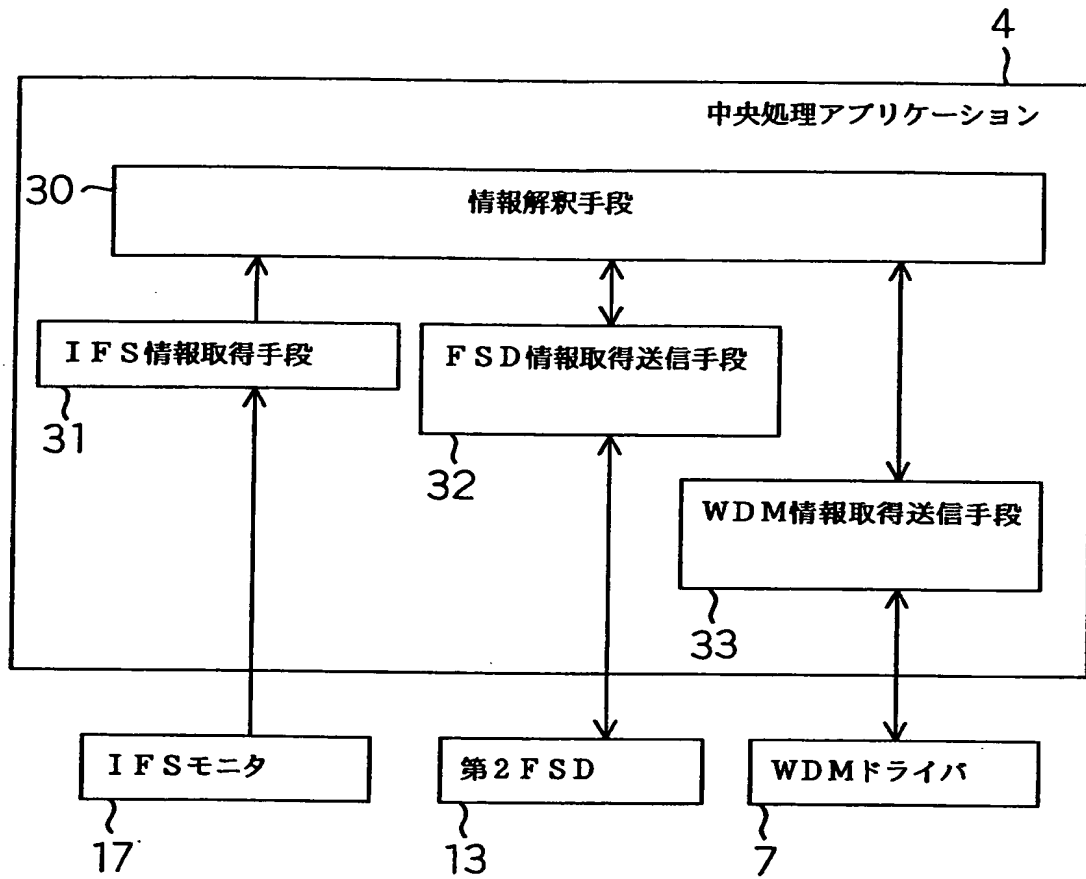 4
中央処理アプリケーション
30
情報解釈手段
IFS情報取得手段
31
FSD情報取得送信手段
32
WDM情報取得送信手段
33
IFSモニタ
17
第2FSD
13
WDMドライバ
7